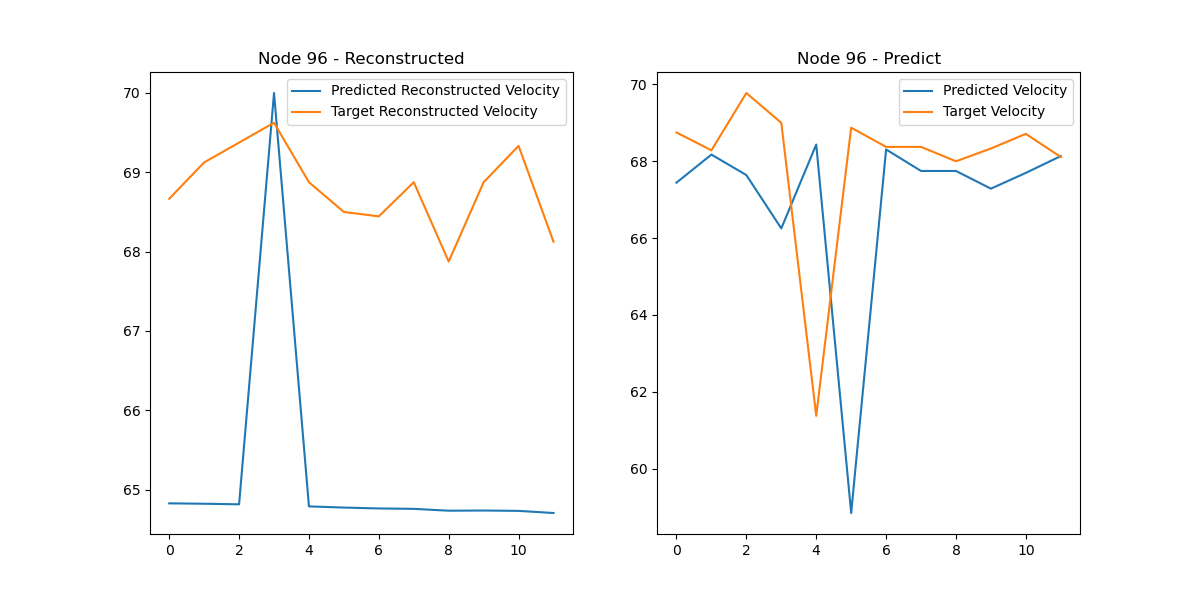 Node 96 - Reconstructed
Predicted Reconstructed Velocity
Target Reconstructed Velocity
70
69
68
67
66
65
0 2 4 6 8 10
Node 96 - Predict
Predicted Velocity
Target Velocity
70
68
66
64
62
60
0 2 4 6 8 10